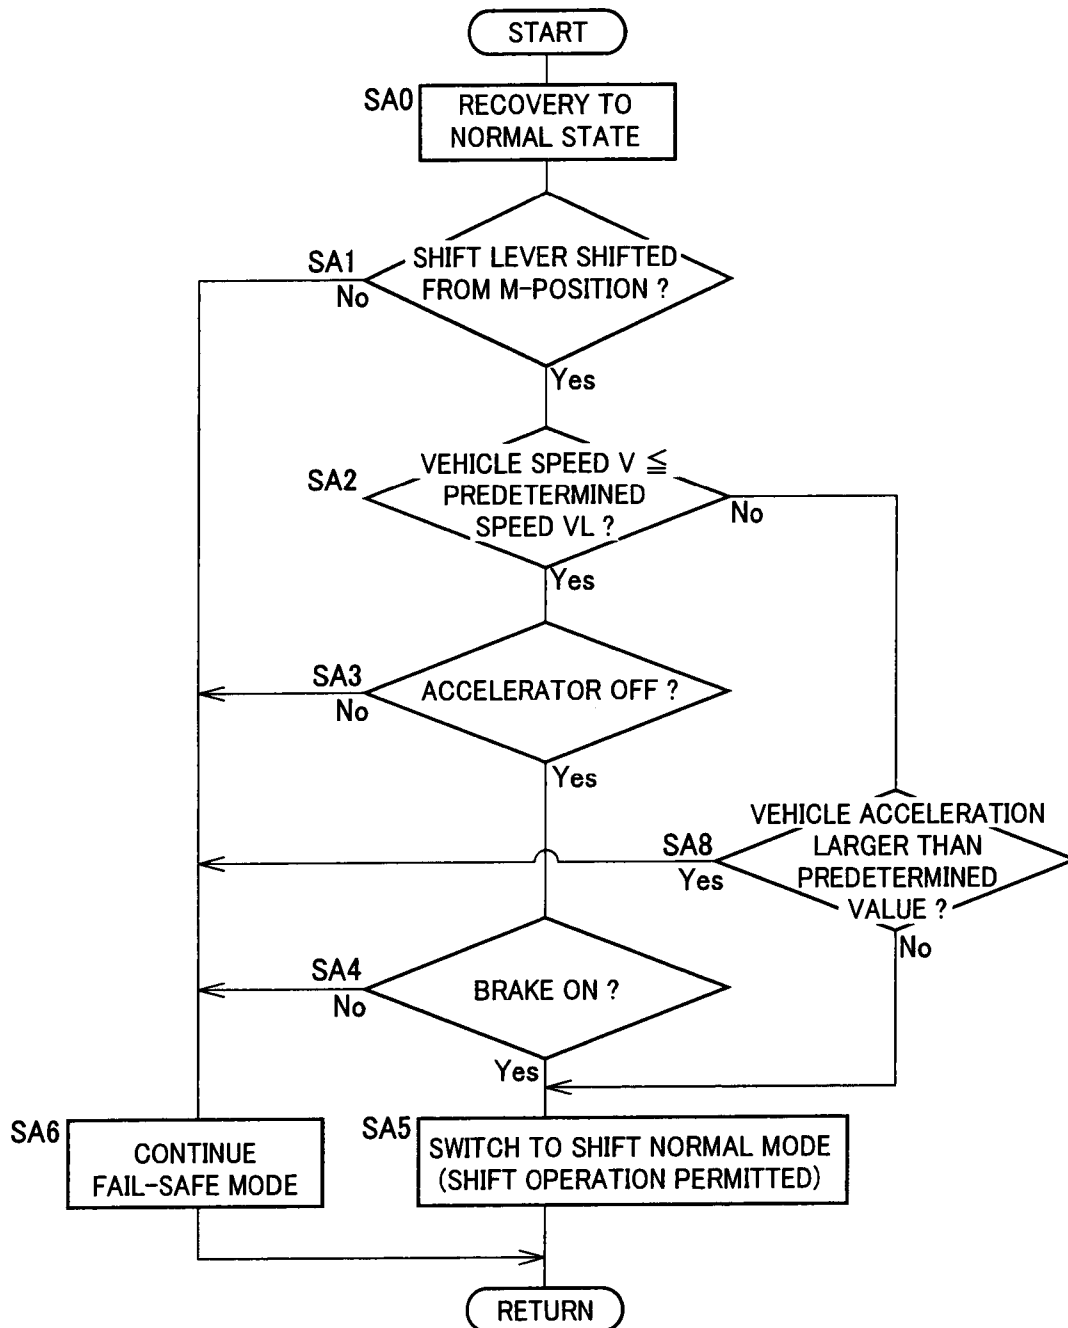 START
SA0
RECOVERY TO
NORMAL STATE
SA1
SHIFT LEVER SHIFTED
FROM M-POSITION ?
No
Yes
SA2
VEHICLE SPEED V ≦
PREDETERMINED
SPEED VL ?
No
Yes
SA3
ACCELERATOR OFF ?
No
Yes
SA8
VEHICLE ACCELERATION
LARGER THAN
PREDETERMINED
VALUE ?
Yes
No
SA4
BRAKE ON ?
No
Yes
SA6
CONTINUE
FAIL-SAFE MODE
SA5
SWITCH TO SHIFT NORMAL MODE
(SHIFT OPERATION PERMITTED)
RETURN